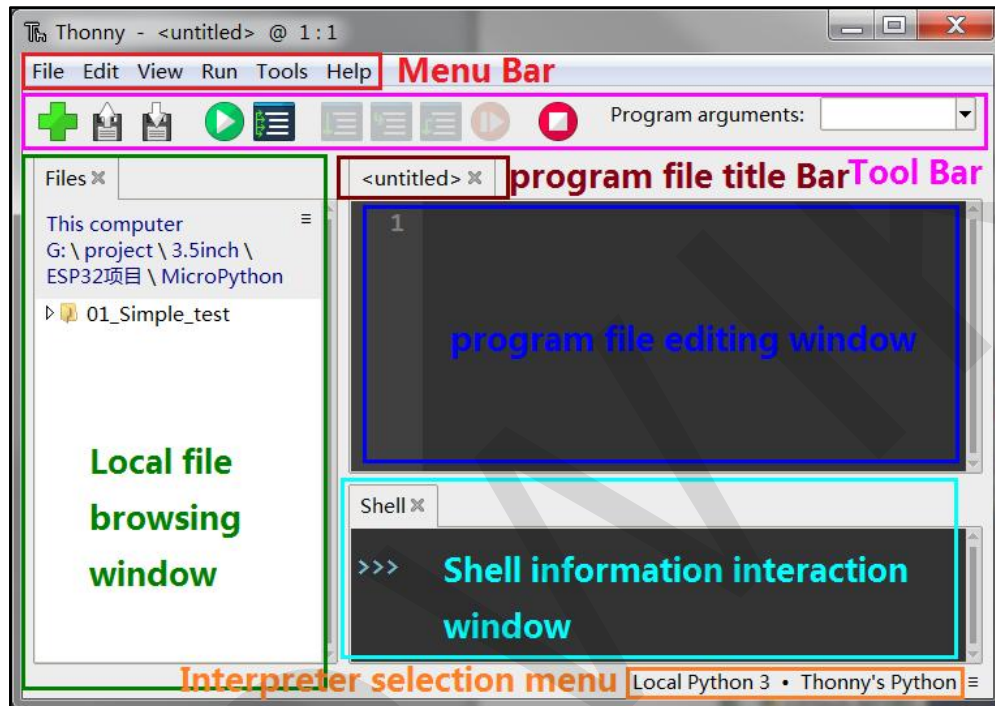 Thonny - <untitled> @ 1:1
File Edit View Run Tools Help Menu Bar
Program arguments:
Files
<untitled> program file title Bar Tool Bar
This computer
G: \ project \ 3.5inch \
ESP32项目 \ MicroPython
01_Simple_test
1
program file editing window
Local file
browsing
window
Shell
>>> Shell information interaction
window
Interpreter selection menu Local Python 3 • Thonny's Python ≡